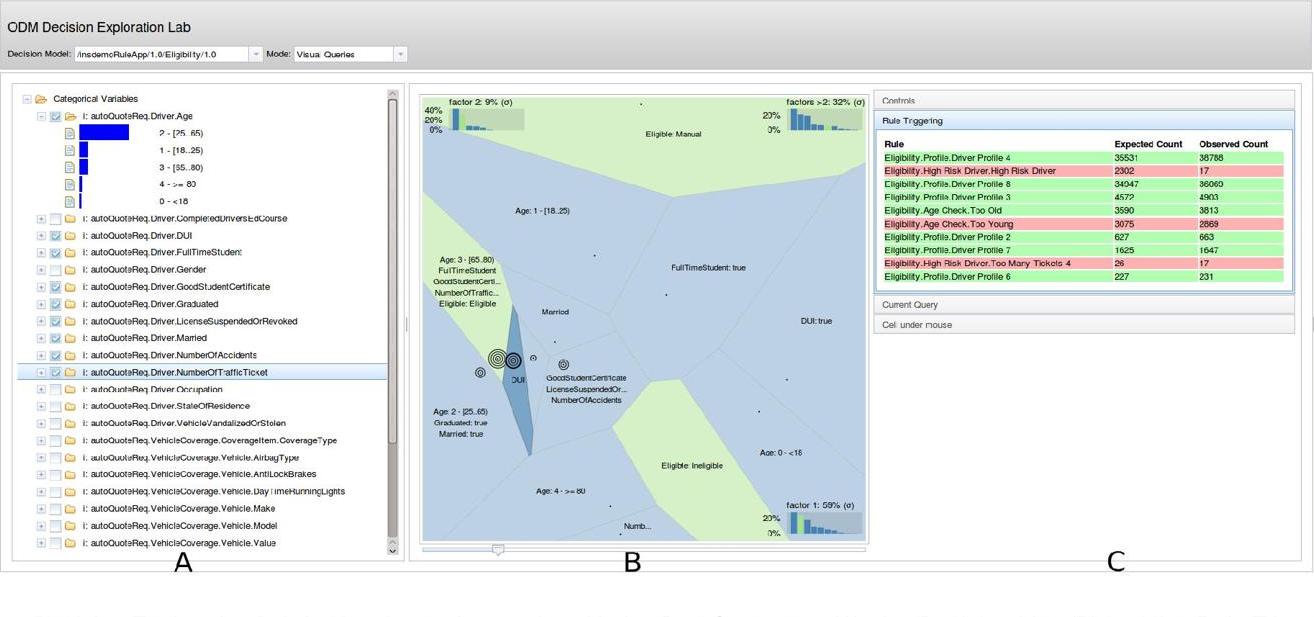 ODM Decision Exploration Lab
Decision Model: /insdemoRuleApp/1.0/Eligibility/1.0 Mode: Visual Queries
Categorical Variables
i: autoQuoteReq.Driver.Age
2 - [25..65)
1 - [18..25)
3 - [65..80)
4 - >= 80
0 - <18
i: autoQuoteReq.Driver.CompletedDriversEdCourse
i: autoQuoteReq.Driver.DUI
i: autoQuoteReq.Driver.FullTimeStudent
i: autoQuoteReq.Driver.Gender
i: autoQuoteReq.Driver.GoodStudentCertificate
i: autoQuoteReq.Driver.Graduated
i: autoQuoteReq.Driver.LicenseSuspendedOrRevoked
i: autoQuoteReq.Driver.Married
i: autoQuoteReq.Driver.NumberOfAccidents
i: autoQuoteReq.Driver.NumberOfTrafficTicket
i: autoQuoteReq.Driver.Occupation
i: autoQuoteReq.Driver.StateOfResidence
i: autoQuoteReq.Driver.VehicleVandalizedOrStolen
i: autoQuoteReq.VehicleCoverage.CoverageItem.CoverageType
i: autoQuoteReq.VehicleCoverage.Vehicle.AirbagType
i: autoQuoteReq.VehicleCoverage.Vehicle.AntiLockBrakes
i: autoQuoteReq.VehicleCoverage.Vehicle.DayTimeRunningLights
i: autoQuoteReq.VehicleCoverage.Vehicle.Make
i: autoQuoteReq.VehicleCoverage.Vehicle.Model
i: autoQuoteReq.VehicleCoverage.Vehicle.Value
A
factor 2: 9% (σ)
40%
20%
0%
factors >2: 32% (σ)
20%
0%
Eligible: Manual
Age: 1 - [18..25)
Age: 3 - [65..80)
FullTimeStudent
GoodStudentCerti...
NumberOfTraffic...
Eligible: Eligible
FullTimeStudent: true
Married
DUI: true
DUI
GoodStudentCertificate
LicenseSuspendedOr...
NumberOfAccidents
Age: 2 - [25..65)
Graduated: true
Married: true
Age: 0 - <18
Eligible: Ineligible
Age: 4 - >= 80
Numb...
factor 1: 59% (σ)
20%
0%
B
Controls
Rule Triggering
Rule Expected Count Observed Count
Eligibility.Profile.Driver Profile 4 35531 38788
Eligibility.High Risk Driver.High Risk Driver 2302 17
Eligibility.Profile.Driver Profile 8 34947 36069
Eligibility.Profile.Driver Profile 3 4572 4903
Eligibility.Age Check.Too Old 3590 3813
Eligibility.Age Check.Too Young 3075 2869
Eligibility.Profile.Driver Profile 2 627 663
Eligibility.Profile.Driver Profile 7 1625 1647
Eligibility.High Risk Driver.Too Many Tickets 4 26 17
Eligibility.Profile.Driver Profile 6 227 231
Current Query
Cell under mouse
C